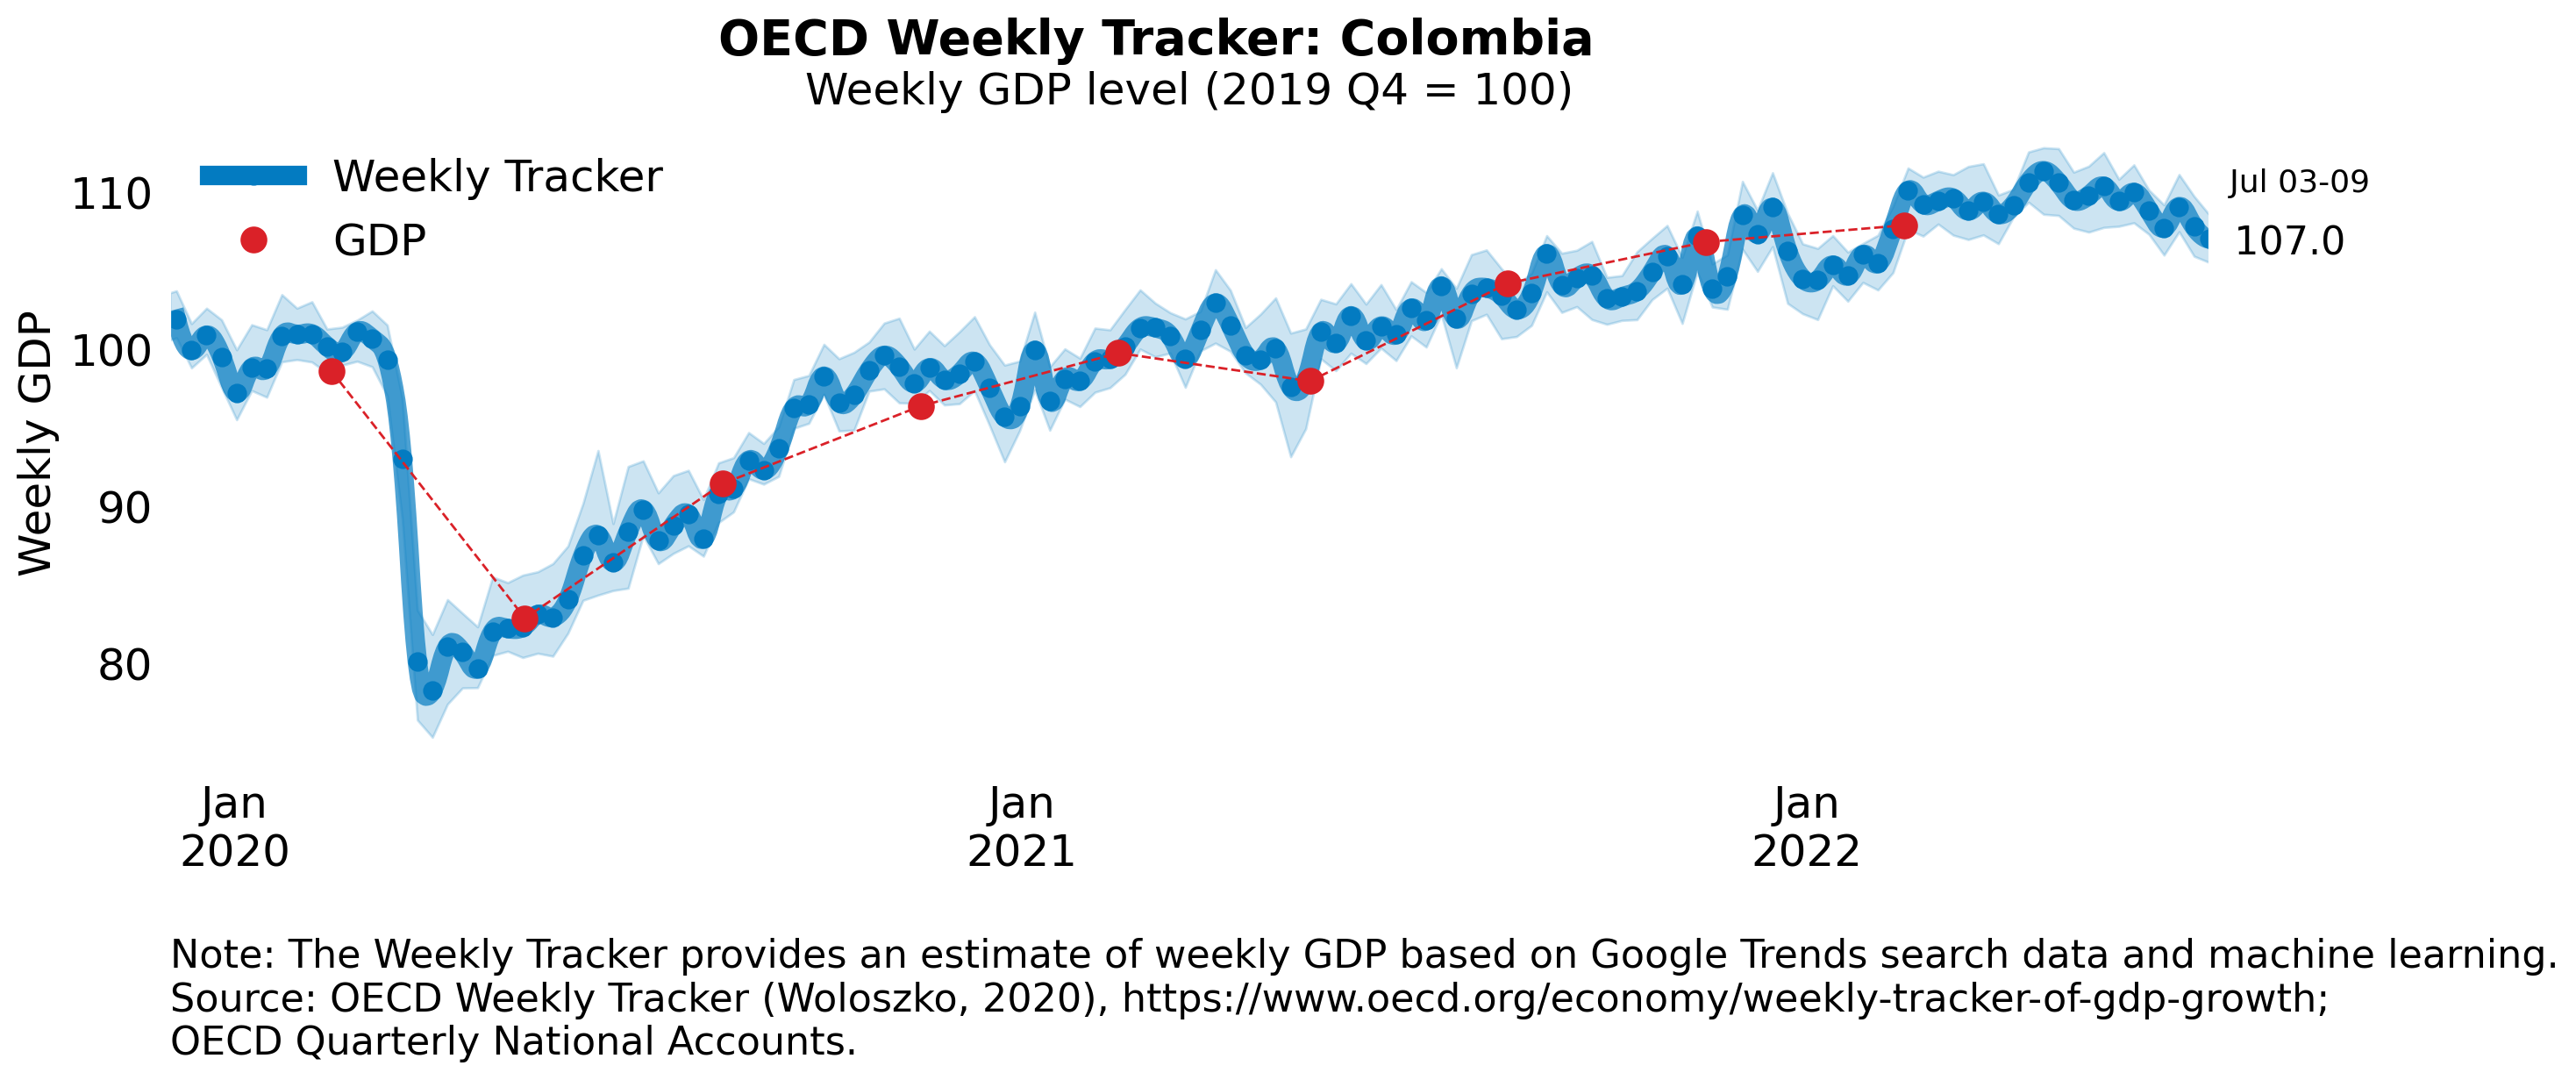 OECD Weekly Tracker: Colombia
Weekly GDP level (2019 Q4 = 100)
Weekly Tracker
GDP
Jul 03-09
107.0
Weekly GDP
110
100
90
80
Jan
2020
Jan
2021
Jan
2022
Note: The Weekly Tracker provides an estimate of weekly GDP based on Google Trends search data and machine learning.
Source: OECD Weekly Tracker (Woloszko, 2020), https://www.oecd.org/economy/weekly-tracker-of-gdp-growth;
OECD Quarterly National Accounts.